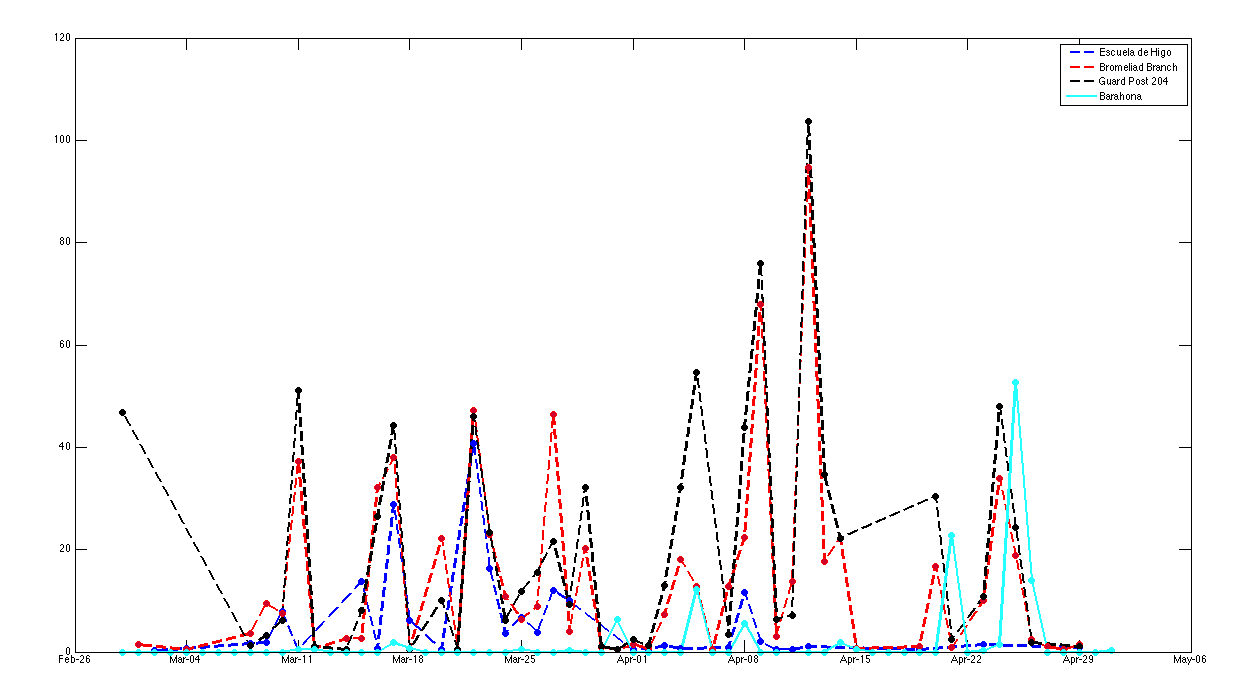 120
100
80
60
40
20
0
Feb-26 Mar-04 Mar-11 Mar-18 Mar-25 Apr-01 Apr-08 Apr-15 Apr-22 Apr-29 May-06
Escuela de Higo
Bromeliad Branch
Guard Post 204
Barahona